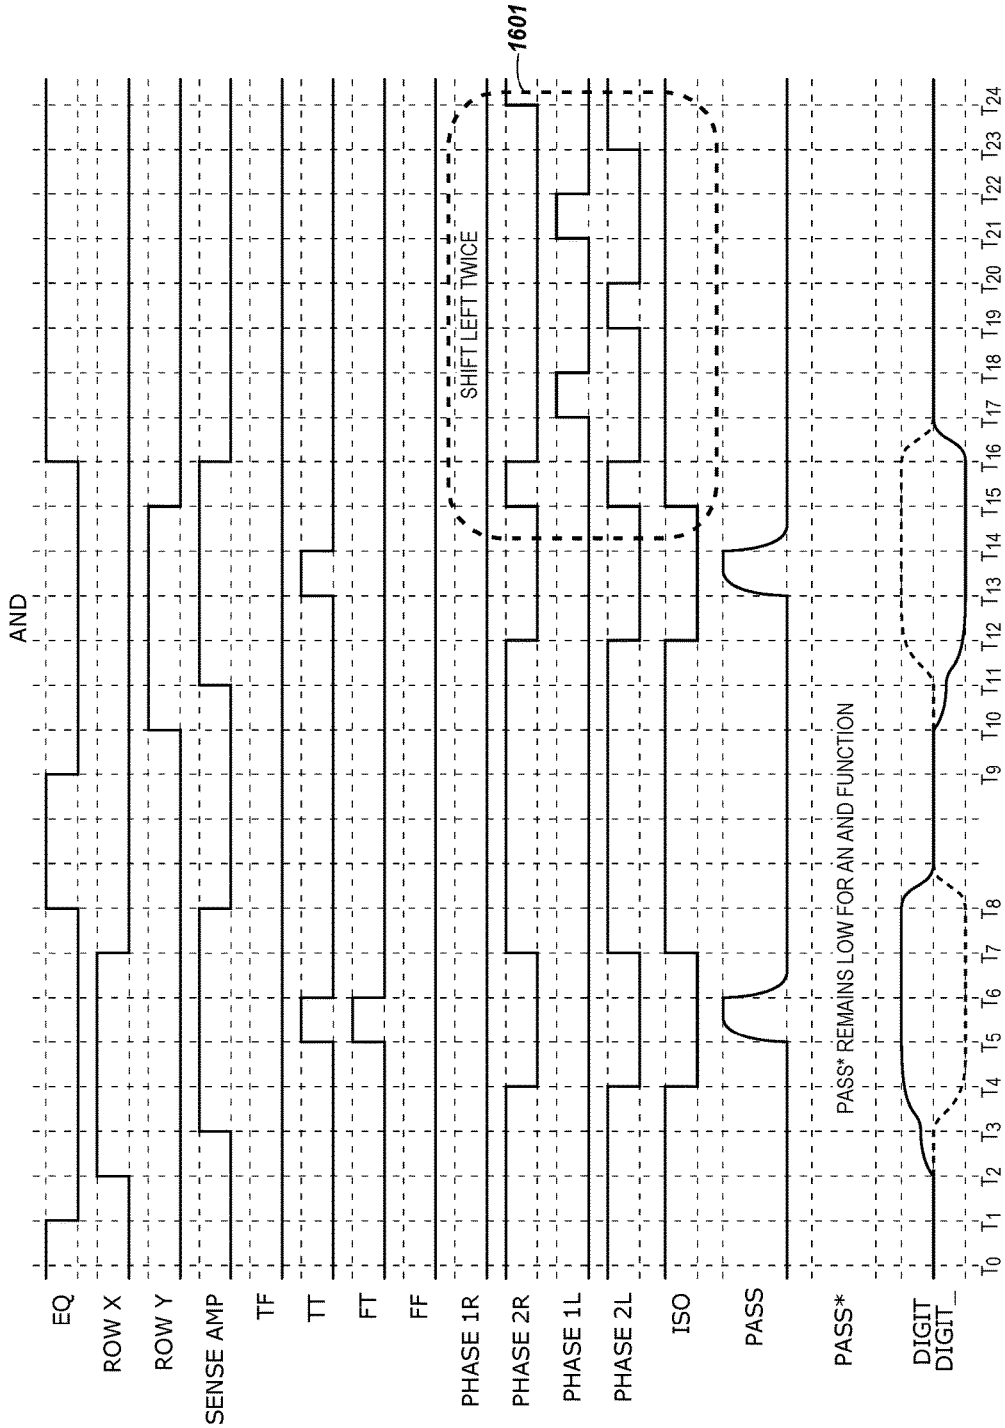 AND
EQ
ROW X
ROW Y
SENSE AMP
TF
TT
FT
FF
PHASE 1R
PHASE 2R
PHASE 1L
PHASE 2L
ISO
PASS
PASS*
DIGIT
DIGIT_
SHIFT LEFT TWICE
1601
PASS* REMAINS LOW FOR AN AND FUNCTION
T0 T1 T2 T3 T4 T5 T6 T7 T8 T9 T10 T11 T12 T13 T14 T15 T16 T17 T18 T19 T20 T21 T22 T23 T24